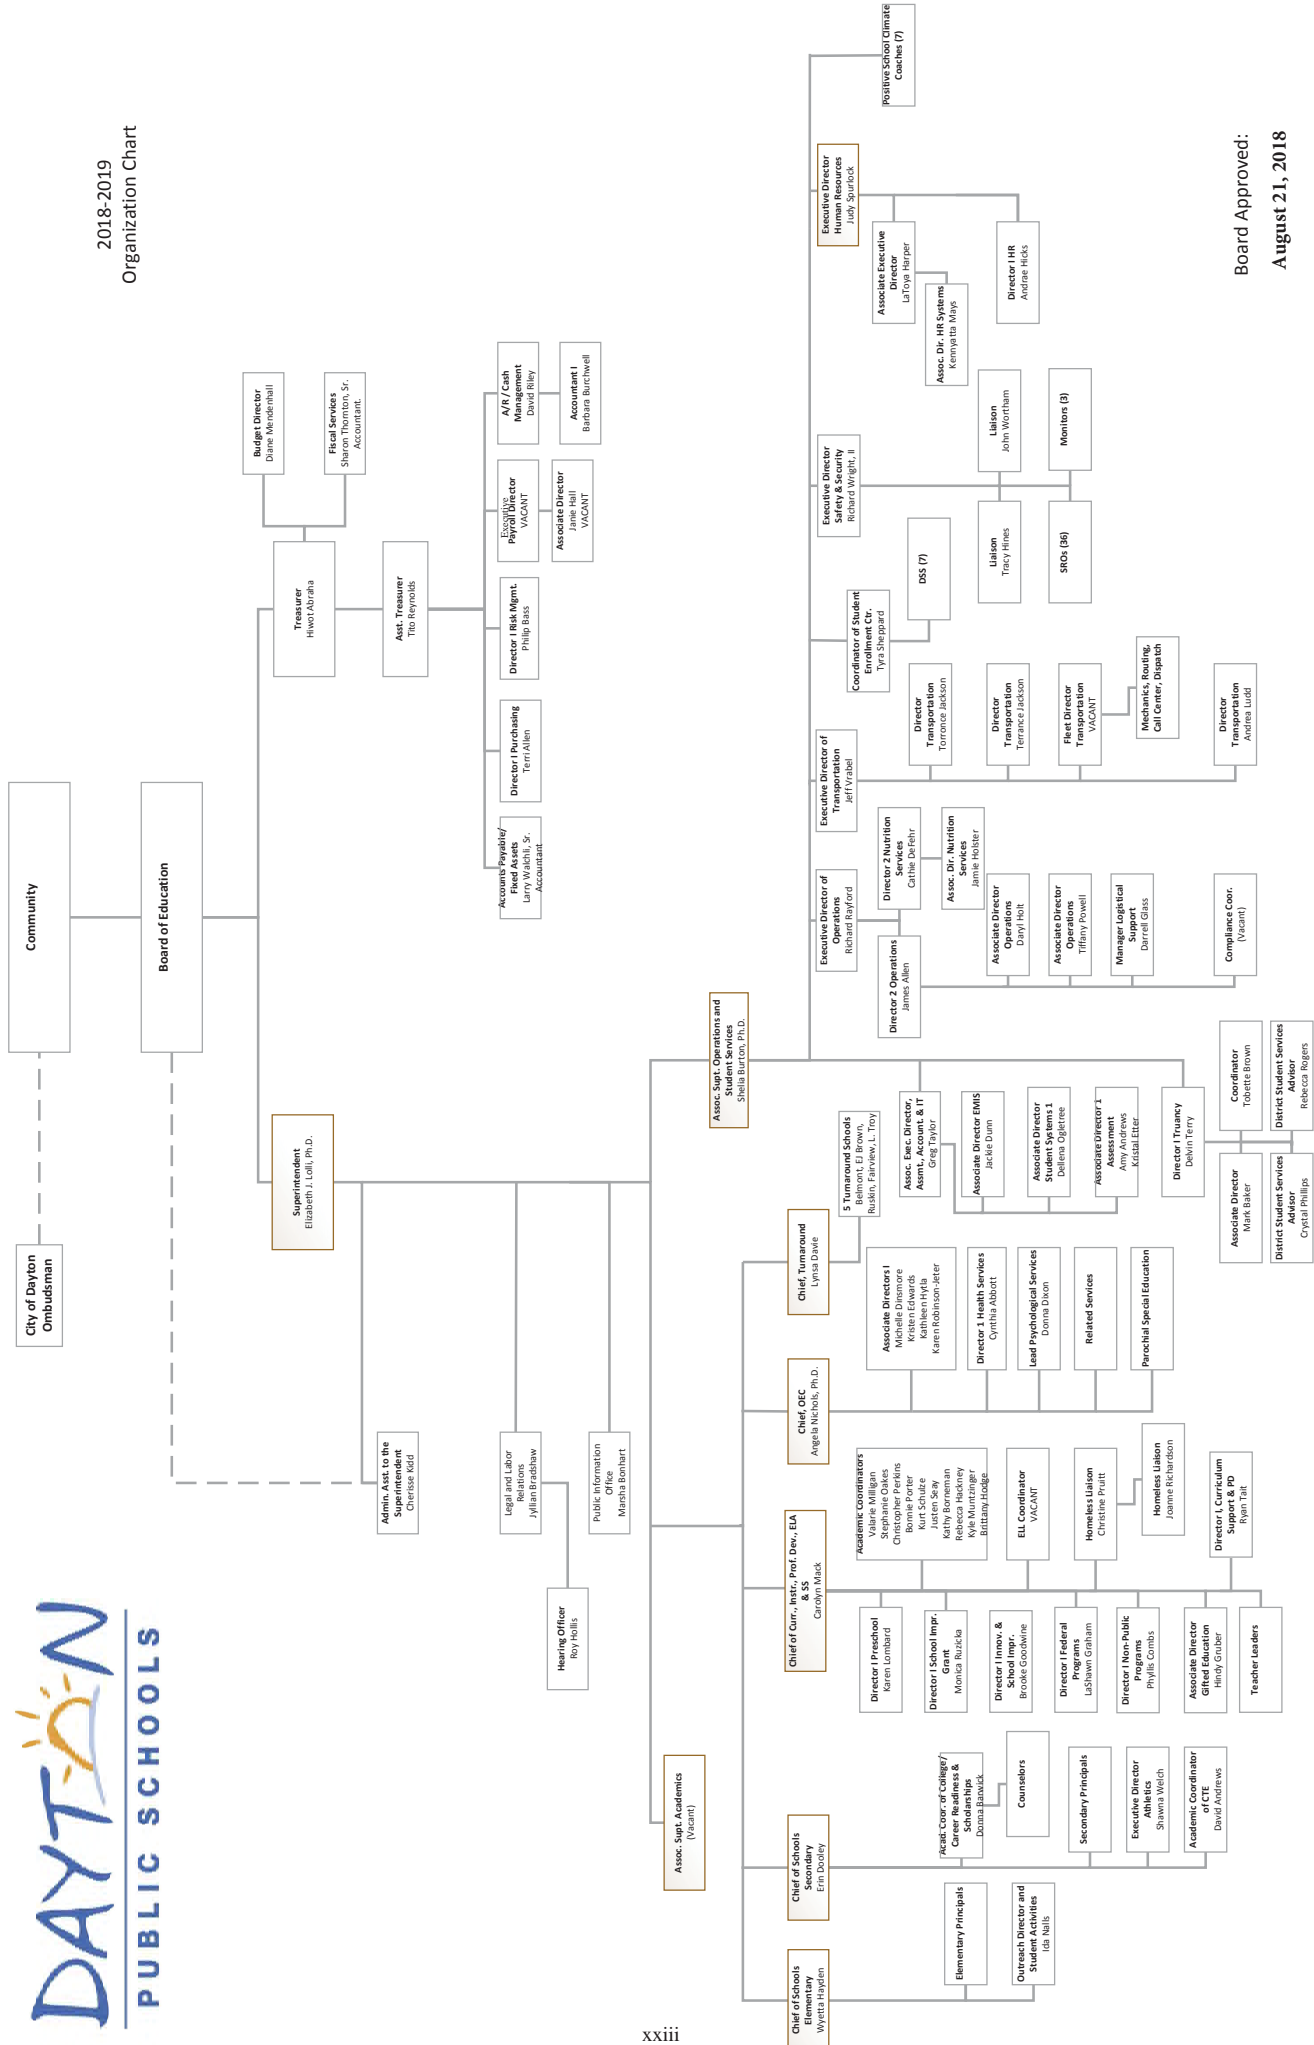 DAYTON
PUBLIC SCHOOLS
2018-2019
Organization Chart
City of Dayton
Ombudsman
Community
Board of Education
Superintendent
Elizabeth J. Lolli, Ph.D.
Treasurer
Hiwot Abraha
Budget Director
Diane Mendenhall
Fiscal Services
Sharon Thornton, Sr.
Accountant.
Asst. Treasurer
Tito Reynolds
Admin. Asst. to the
Superintendent
Cherisse Kidd
Legal and Labor
Relations
Jyllian Bradshaw
Hearing Officer
Roy Hollis
Public Information
Office
Marsha Bonhart
Accounts Payable/
Fixed Assets
Larry Walchli, Sr.
Accountant
Director I Purchasing
Terri Allen
Director I Risk Mgmt.
Philip Bass
Executive
Payroll Director
VACANT
Associate Director
Janie Hall
VACANT
A/R / Cash
Management
David Riley
Accountant I
Barbara Burchwell
Assoc. Supt. Academics
(Vacant)
Assoc. Supt. Operations and
Student Services
Shelia Burton, Ph.D.
Chief of Schools
Elementary
Wyetta Hayden
Elementary Principals
Outreach Director and
Student Activities
Ida Nalls
Chief of Schools
Secondary
Erin Dooley
Acad. Coor. of College/
Career Readiness &
Scholarships
Donna Barwick
Counselors
Secondary Principals
Executive Director
Athletics
Shawna Welch
Academic Coordinator
of CTE
David Andrews
Chief of Curr., Instr., Prof. Dev., ELA
& SS
Carolyn Mack
Director I Preschool
Karen Lombard
Director I School Impr.
Grant
Monica Ruzicka
Director I Innov. &
School Impr.
Brooke Goodwine
Director I Federal
Programs
LaShawn Graham
Director I Non-Public
Programs
Phyllis Combs
Associate Director
Gifted Education
Hindy Gruber
Teacher Leaders
Academic Coordinators
Valarie Milligan
Stephanie Oakes
Christopher Perkins
Bonnie Porter
Kurt Schulze
Justen Seay
Kathy Borneman
Rebecca Hackney
Kyle Muntzinger
Brittany Hodge
ELL Coordinator
VACANT
Homeless Liaison
Christine Pruitt
Homeless Liaison
Joanne Richardson
Director I, Curriculum
Support & PD
Ryan Tait
Chief, OEC
Angela Nichols, Ph.D.
Associate Directors I
Michelle Dinsmore
Kristen Edwards
Kathleen Hytla
Karen Robinson-Jeter
Director 1 Health Services
Cynthia Abbott
Lead Psychological Services
Donna Dixon
Related Services
Parochial Special Education
Chief, Turnaround
Lynsa Davie
5 Turnaround Schools
Belmont, EJ Brown,
Ruskin, Fairview, L. Troy
Assoc. Exec. Director,
Assmt., Account. & IT
Greg Taylor
Associate Director EMIS
Jackie Dunn
Associate Director
Student Systems 1
Dellena Ogletree
Associate Director 1
Assessment
Amy Andrews
Kristal Etter
Director I Truancy
Delvin Terry
Associate Director
Mark Baker
Coordinator
Tobette Brown
District Student Services
Advisor
Crystal Phillips
District Student Services
Advisor
Rebecca Rogers
Executive Director of
Operations
Richard Rayford
Director 2 Operations
James Allen
Director 2 Nutrition
Services
Cathie DeFehr
Assoc. Dir. Nutrition
Services
Jamie Holster
Associate Director
Operations
Daryl Holt
Associate Director
Operations
Tiffany Powell
Manager Logistical
Support
Darrell Glass
Compliance Coor.
(Vacant)
Executive Director of
Transportation
Jeff Vrabel
Director
Transportation
Torronce Jackson
Director
Transportation
Terrance Jackson
Fleet Director
Transportation
VACANT
Mechanics, Routing,
Call Center, Dispatch
Director
Transportation
Andrea Ludd
Coordinator of Student
Enrollment Ctr.
Tyra Sheppard
DSS (7)
Executive Director
Safety & Security
Richard Wright, II
Liaison
Tracy Hines
Liaison
John Wortham
SROs (36)
Monitors (3)
Executive Director
Human Resources
Judy Spurlock
Associate Executive
Director
LaToya Harper
Assoc. Dir. HR Systems
Kennyatta Mays
Director I HR
Andrae Hicks
Positive School Climate
Coaches (7)
Board Approved:
August 21, 2018
xxiii